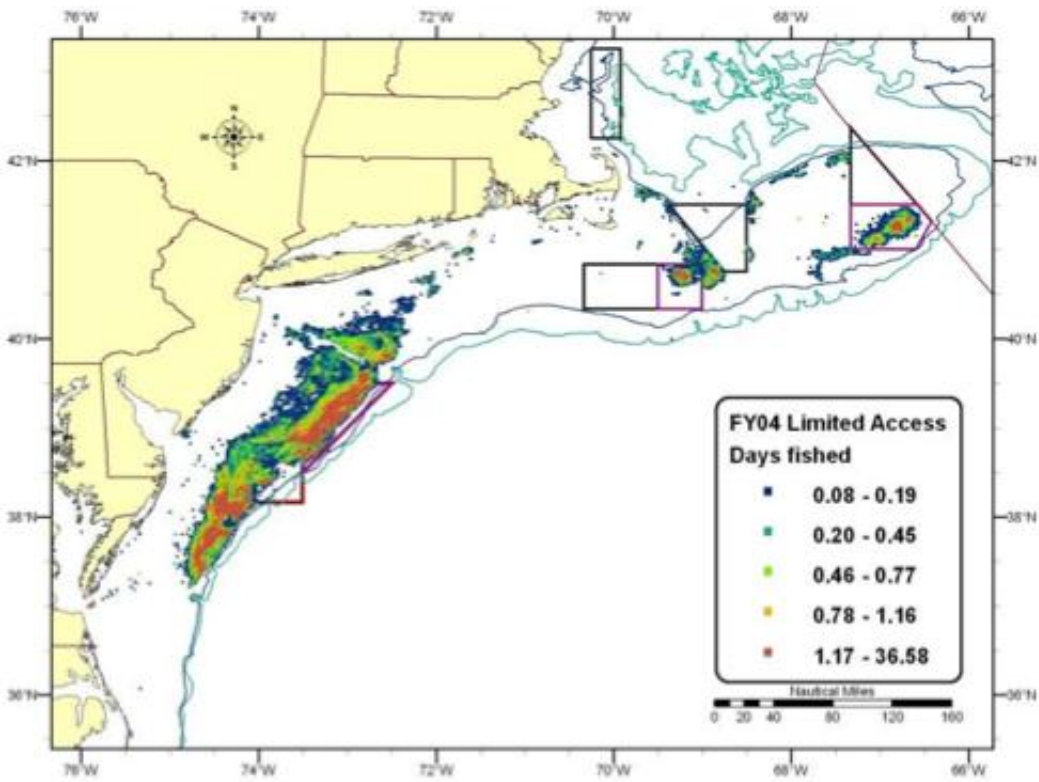 76°W 74°W 72°W 70°W 68°W 66°W
N
W E
S
42°N 42°N
40°N 40°N
38°N 38°N
36°N 36°N
FY04 Limited Access
Days fished
0.08 - 0.19
0.20 - 0.45
0.46 - 0.77
0.78 - 1.16
1.17 - 36.58
Nautical Miles
0 20 40 80 120 160
76°W 74°W 72°W 70°W 68°W 66°W